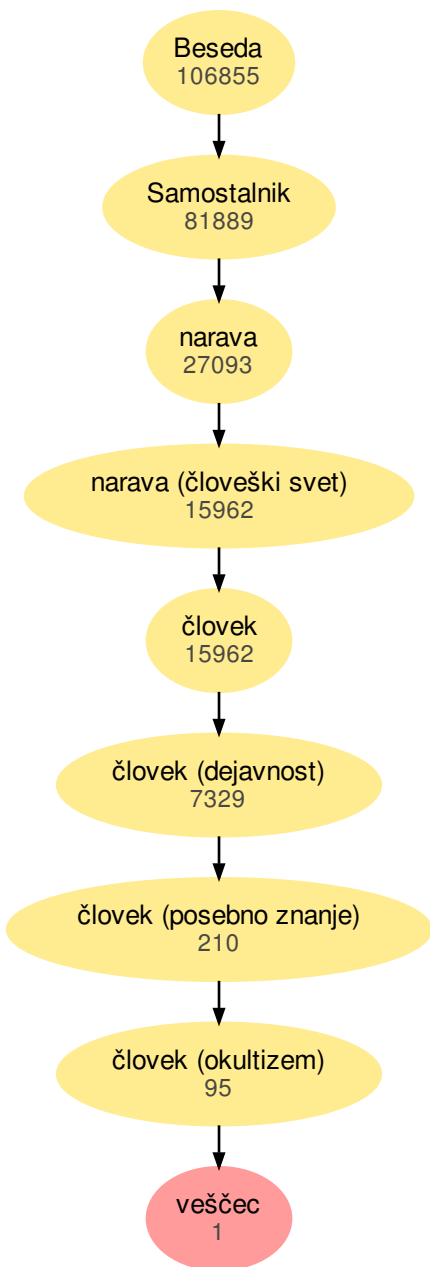 Beseda
106855
Samostalnik
81889
narava
27093
narava (človeški svet)
15962
človek
15962
človek (dejavnost)
7329
človek (posebno znanje)
210
človek (okultizem)
95
veščec
1